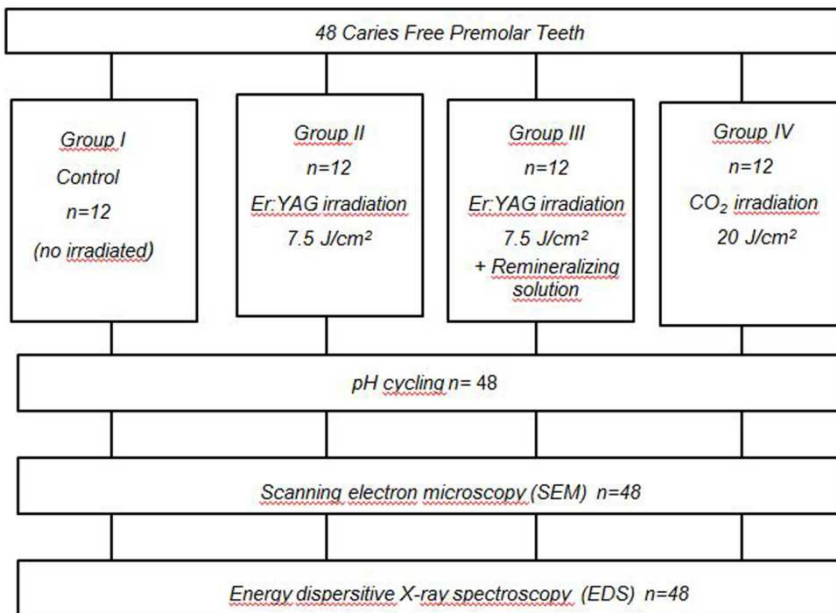 48 Caries Free Premolar Teeth
Group I
Control
n=12
(no irradiated)
Group II
n=12
Er:YAG irradiation
7.5 J/cm²
Group III
n=12
Er:YAG irradiation
7.5 J/cm²
+ Remineralizing
solution
Group IV
n=12
CO₂ irradiation
20 J/cm²
pH cycling n= 48
Scanning electron microscopy (SEM) n=48
Energy dispersitive X-ray spectroscopy (EDS) n=48